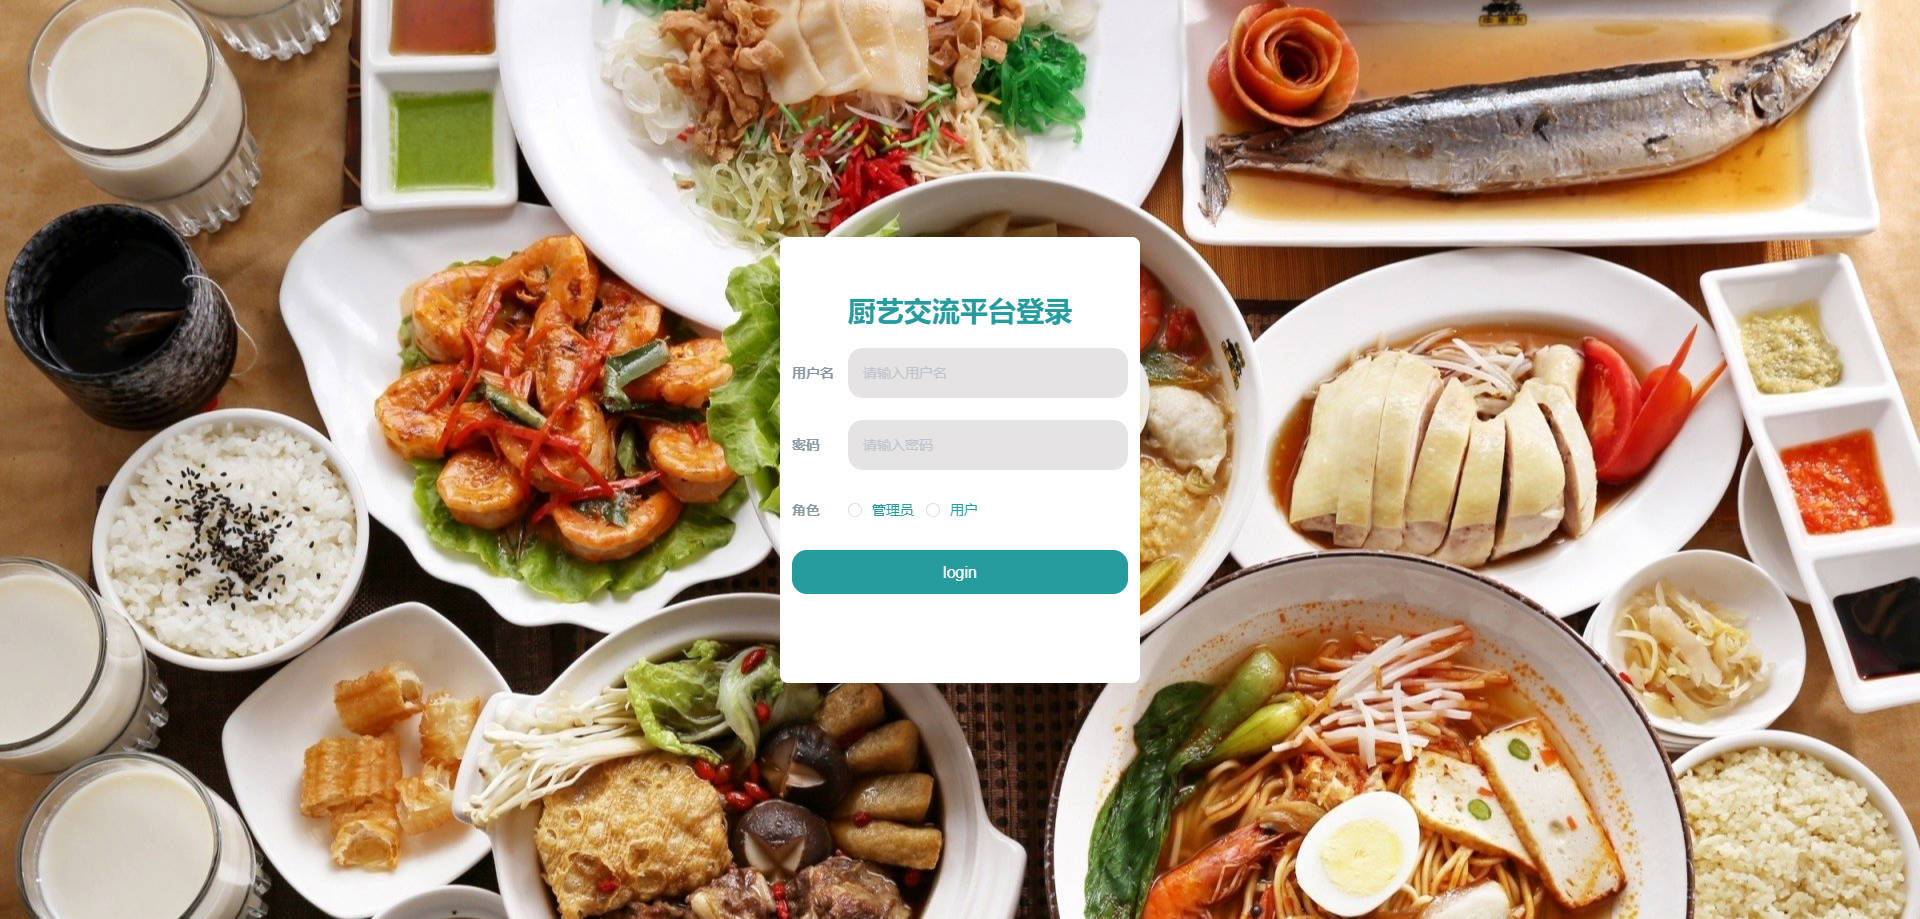 厨艺交流平台登录
用户名 请输入用户名
密码 请输入密码
角色 管理员 用户
login